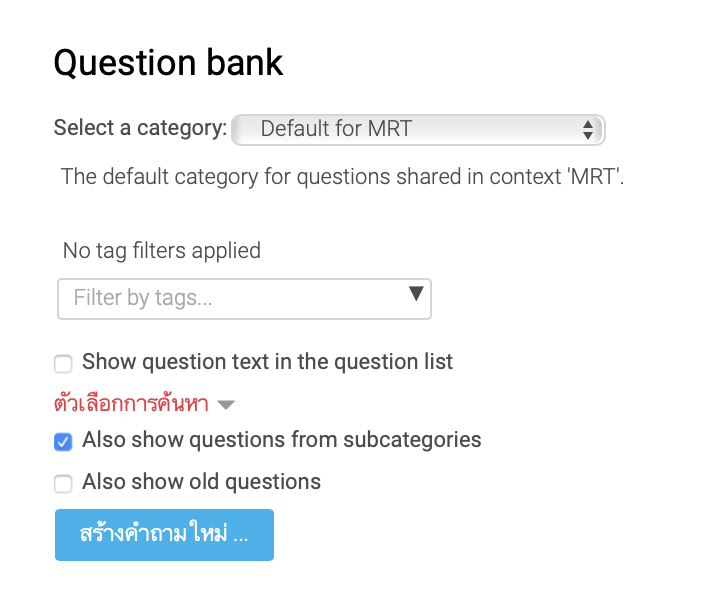 Question bank
Select a category: Default for MRT
The default category for questions shared in context 'MRT'.
No tag filters applied
Filter by tags...
Show question text in the question list
ตัวเลือกการค้นหา
Also show questions from subcategories
Also show old questions
สร้างคำถามใหม่ ...